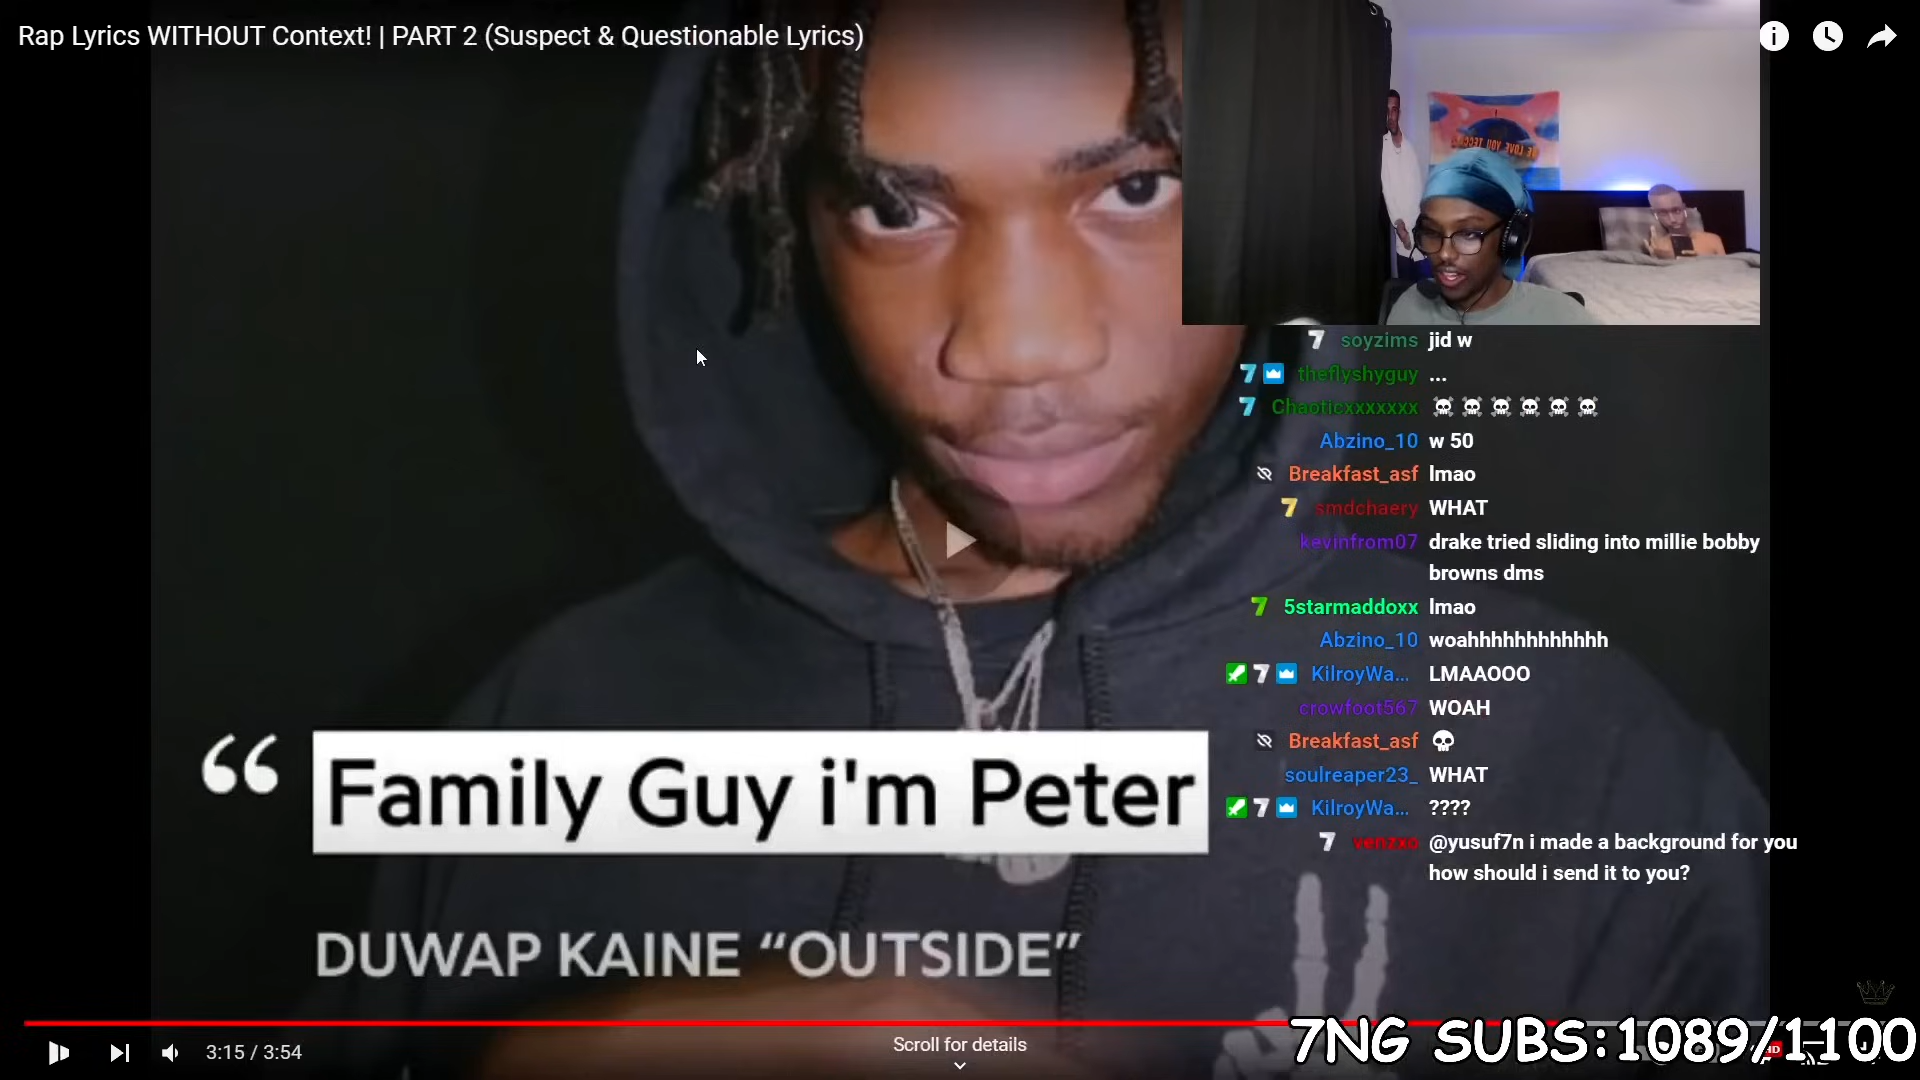 Rap Lyrics WITHOUT Context! | PART 2 (Suspect & Questionable Lyrics)
soyzims jid w
theflyshyguy ...
Chaoticxxxxxxx ☠☠☠☠☠☠
Abzino_10 w 50
Breakfast_asf lmao
smdchaery WHAT
kevinfrom07 drake tried sliding into millie bobby
browns dms
5starmaddoxx lmao
Abzino_10 woahhhhhhhhhhhh
KilroyWa... LMAAOOO
crowfoot567 WOAH
Breakfast_asf 💀
soulreaper23_ WHAT
KilroyWa... ????
venzxo @yusuf7n i made a background for you
how should i send it to you?
“ Family Guy i'm Peter
DUWAP KAINE “OUTSIDE”
3:15 / 3:54
Scroll for details
7NG SUBS:1089/1100
HD